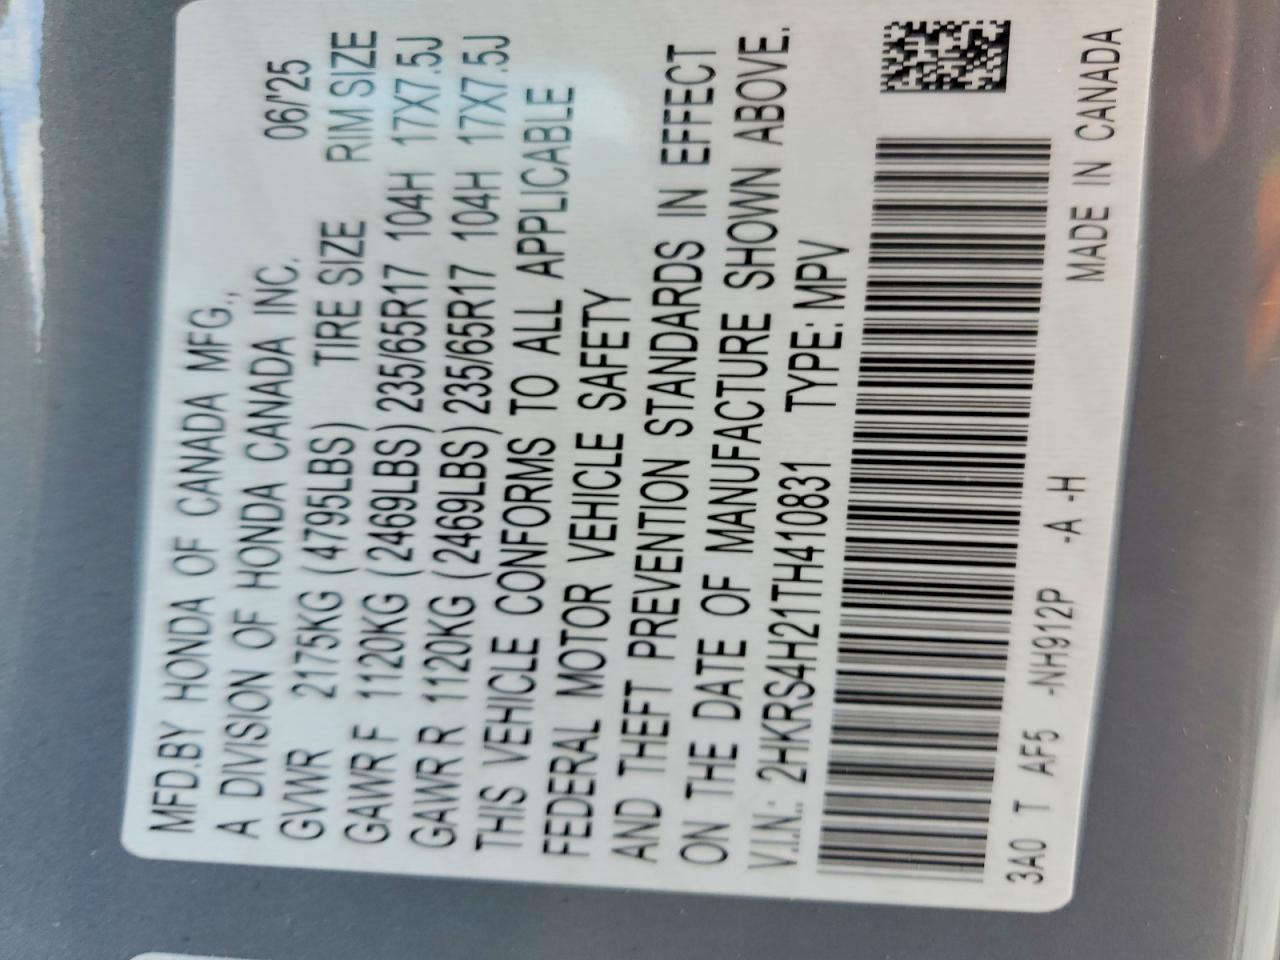 MFD.BY HONDA OF CANADA MFG.,
A DIVISION OF HONDA CANADA INC. 06/'25
GVWR 2175KG (4795LBS) TIRE SIZE RIM SIZE
GAWR F 1120KG (2469LBS) 235/65R17 104H 17X7.5J
GAWR R 1120KG (2469LBS) 235/65R17 104H 17X7.5J
THIS VEHICLE CONFORMS TO ALL APPLICABLE
FEDERAL MOTOR VEHICLE SAFETY
AND THEFT PREVENTION STANDARDS IN EFFECT
ON THE DATE OF MANUFACTURE SHOWN ABOVE.
V.I.N.: 2HKRS4H21TH410831 TYPE: MPV
3A0 T AF5 -NH912P -A -H MADE IN CANADA